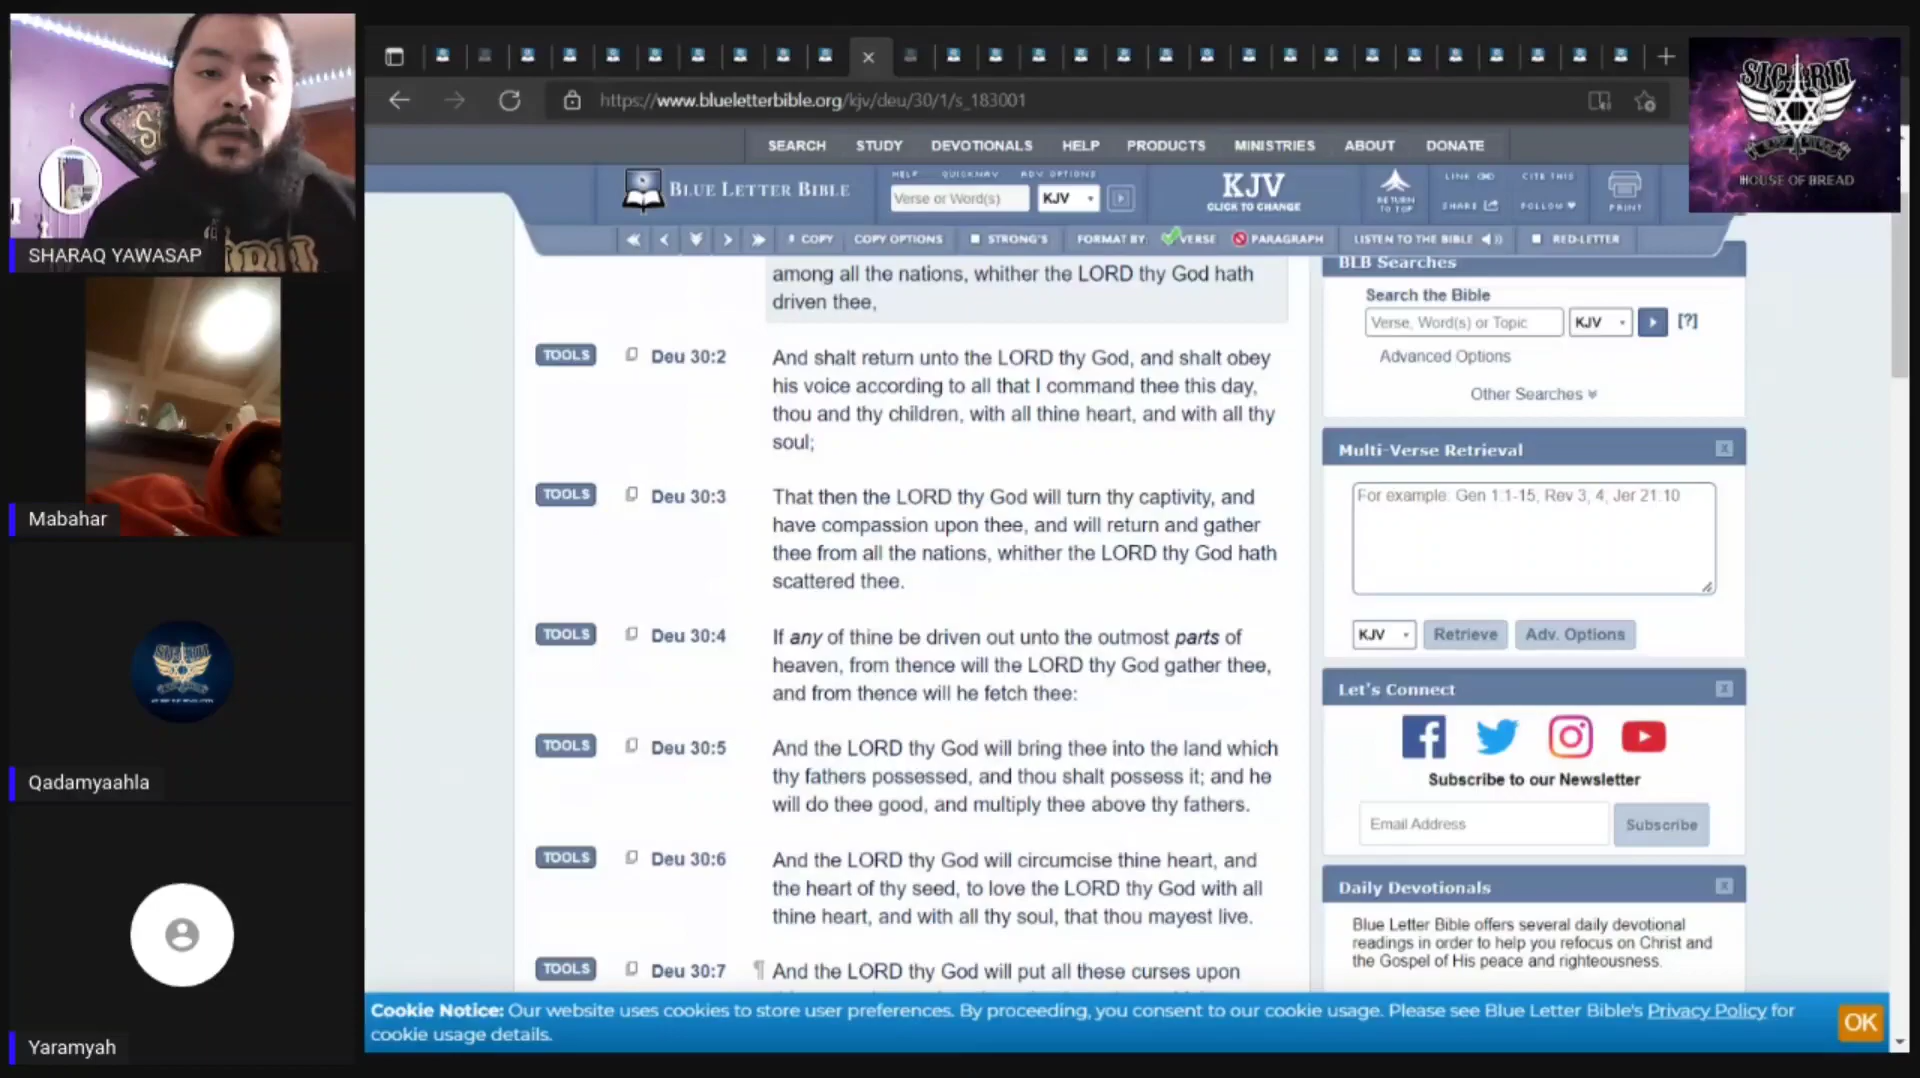 SHARAQ YAWASAP
Mabahar
Qadamyaahla
Yaramyah
https://www.blueletterbible.org/kjv/deu/30/1/s_183001
SICARII
HOUSE OF BREAD
SEARCH STUDY DEVOTIONALS HELP PRODUCTS MINISTRIES ABOUT DONATE
BLUE LETTER BIBLE
HELP QUICKNAV ADV OPTIONS
Verse or Word(s) KJV
KJV
CLICK TO CHANGE
RETURN
TO TOP
LINK
CITE THIS
SHARE
FOLLOW
PRINT
COPY COPY OPTIONS STRONG'S FORMAT BY: VERSE PARAGRAPH LISTEN TO THE BIBLE RED-LETTER
among all the nations, whither the LORD thy God hath
driven thee,
TOOLS Deu 30:2 And shalt return unto the LORD thy God, and shalt obey
his voice according to all that I command thee this day,
thou and thy children, with all thine heart, and with all thy
soul;
TOOLS Deu 30:3 That then the LORD thy God will turn thy captivity, and
have compassion upon thee, and will return and gather
thee from all the nations, whither the LORD thy God hath
scattered thee.
TOOLS Deu 30:4 If any of thine be driven out unto the outmost parts of
heaven, from thence will the LORD thy God gather thee,
and from thence will he fetch thee:
TOOLS Deu 30:5 And the LORD thy God will bring thee into the land which
thy fathers possessed, and thou shalt possess it; and he
will do thee good, and multiply thee above thy fathers.
TOOLS Deu 30:6 And the LORD thy God will circumcise thine heart, and
the heart of thy seed, to love the LORD thy God with all
thine heart, and with all thy soul, that thou mayest live.
TOOLS Deu 30:7 ¶ And the LORD thy God will put all these curses upon
BLB Searches
Search the Bible
Verse, Word(s) or Topic KJV [?]
Advanced Options
Other Searches
Multi-Verse Retrieval
For example: Gen 1:1-15, Rev 3, 4, Jer 21:10
KJV Retrieve Adv. Options
Let's Connect
Subscribe to our Newsletter
Email Address Subscribe
Daily Devotionals
Blue Letter Bible offers several daily devotional
readings in order to help you refocus on Christ and
the Gospel of His peace and righteousness.
Cookie Notice: Our website uses cookies to store user preferences. By proceeding, you consent to our cookie usage. Please see Blue Letter Bible's Privacy Policy for
cookie usage details.
OK